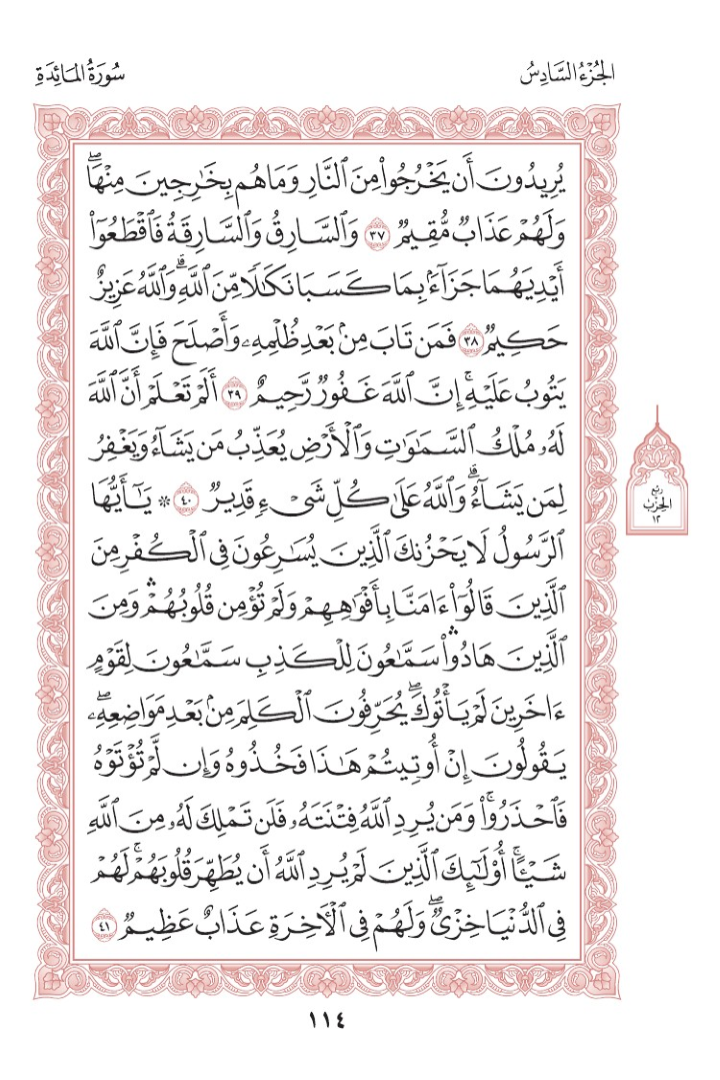 الجُزْءُ السَّادِسُ
سُورَةُ المَائِدَةِ
يُرِيدُونَ أَن يَخْرُجُواْ مِنَ ٱلنَّارِ وَمَا هُم بِخَٰرِجِينَ مِنْهَاۖ
وَلَهُمْ عَذَابٞ مُّقِيمٞ ٣٧ وَٱلسَّارِقُ وَٱلسَّارِقَةُ فَٱقْطَعُوٓاْ
أَيْدِيَهُمَا جَزَآءَۢ بِمَا كَسَبَا نَكَٰلٗا مِّنَ ٱللَّهِۗ وَٱللَّهُ عَزِيزٌ
حَكِيمٞ ٣٨ فَمَن تَابَ مِنۢ بَعْدِ ظُلْمِهِۦ وَأَصْلَحَ فَإِنَّ ٱللَّهَ
يَتُوبُ عَلَيْهِۚ إِنَّ ٱللَّهَ غَفُورٞ رَّحِيمٌ ٣٩ أَلَمْ تَعْلَمْ أَنَّ ٱللَّهَ
لَهُۥ مُلْكُ ٱلسَّمَٰوَٰتِ وَٱلْأَرْضِ يُعَذِّبُ مَن يَشَآءُ وَيَغْفِرُ
لِمَن يَشَآءُۗ وَٱللَّهُ عَلَىٰ كُلِّ شَيْءٖ قَدِيرٞ ٤٠ ۞ يَٰٓأَيُّهَا
ٱلرَّسُولُ لَا يَحْزُنكَ ٱلَّذِينَ يُسَٰرِعُونَ فِي ٱلْكُفْرِ مِنَ
ٱلَّذِينَ قَالُوٓاْ ءَامَنَّا بِأَفْوَٰهِهِمْ وَلَمْ تُؤْمِن قُلُوبُهُمْۛ وَمِنَ
ٱلَّذِينَ هَادُواْۛ سَمَّٰعُونَ لِلْكَذِبِ سَمَّٰعُونَ لِقَوْمٍ
ءَاخَرِينَ لَمْ يَأْتُوكَۖ يُحَرِّفُونَ ٱلْكَلِمَ مِنۢ بَعْدِ مَوَاضِعِهِۦۖ
يَقُولُونَ إِنْ أُوتِيتُمْ هَٰذَا فَخُذُوهُ وَإِن لَّمْ تُؤْتَوْهُ
فَٱحْذَرُواْۚ وَمَن يُرِدِ ٱللَّهُ فِتْنَتَهُۥ فَلَن تَمْلِكَ لَهُۥ مِنَ ٱللَّهِ
شَيْـًٔاۚ أُوْلَٰٓئِكَ ٱلَّذِينَ لَمْ يُرِدِ ٱللَّهُ أَن يُطَهِّرَ قُلُوبَهُمْۚ لَهُمْ
فِي ٱلدُّنْيَا خِزْيٞۖ وَلَهُمْ فِي ٱلْأٓخِرَةِ عَذَابٌ عَظِيمٞ ٤١
ربع
الحزب
١٢
١١٤